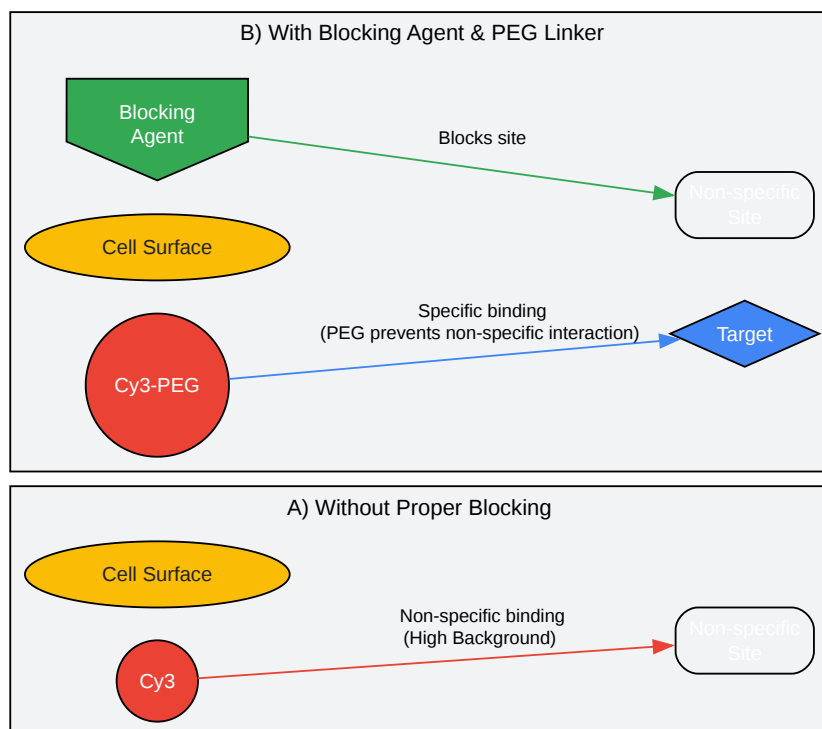 B) With Blocking Agent & PEG Linker
Blocking
Agent
Blocks site
Non-specific
Site
Cell Surface
Specific binding
(PEG prevents non-specific interaction)
Target
Cy3-PEG
A) Without Proper Blocking
Cell Surface
Non-specific binding
(High Background)
Non-specific
Site
Cy3